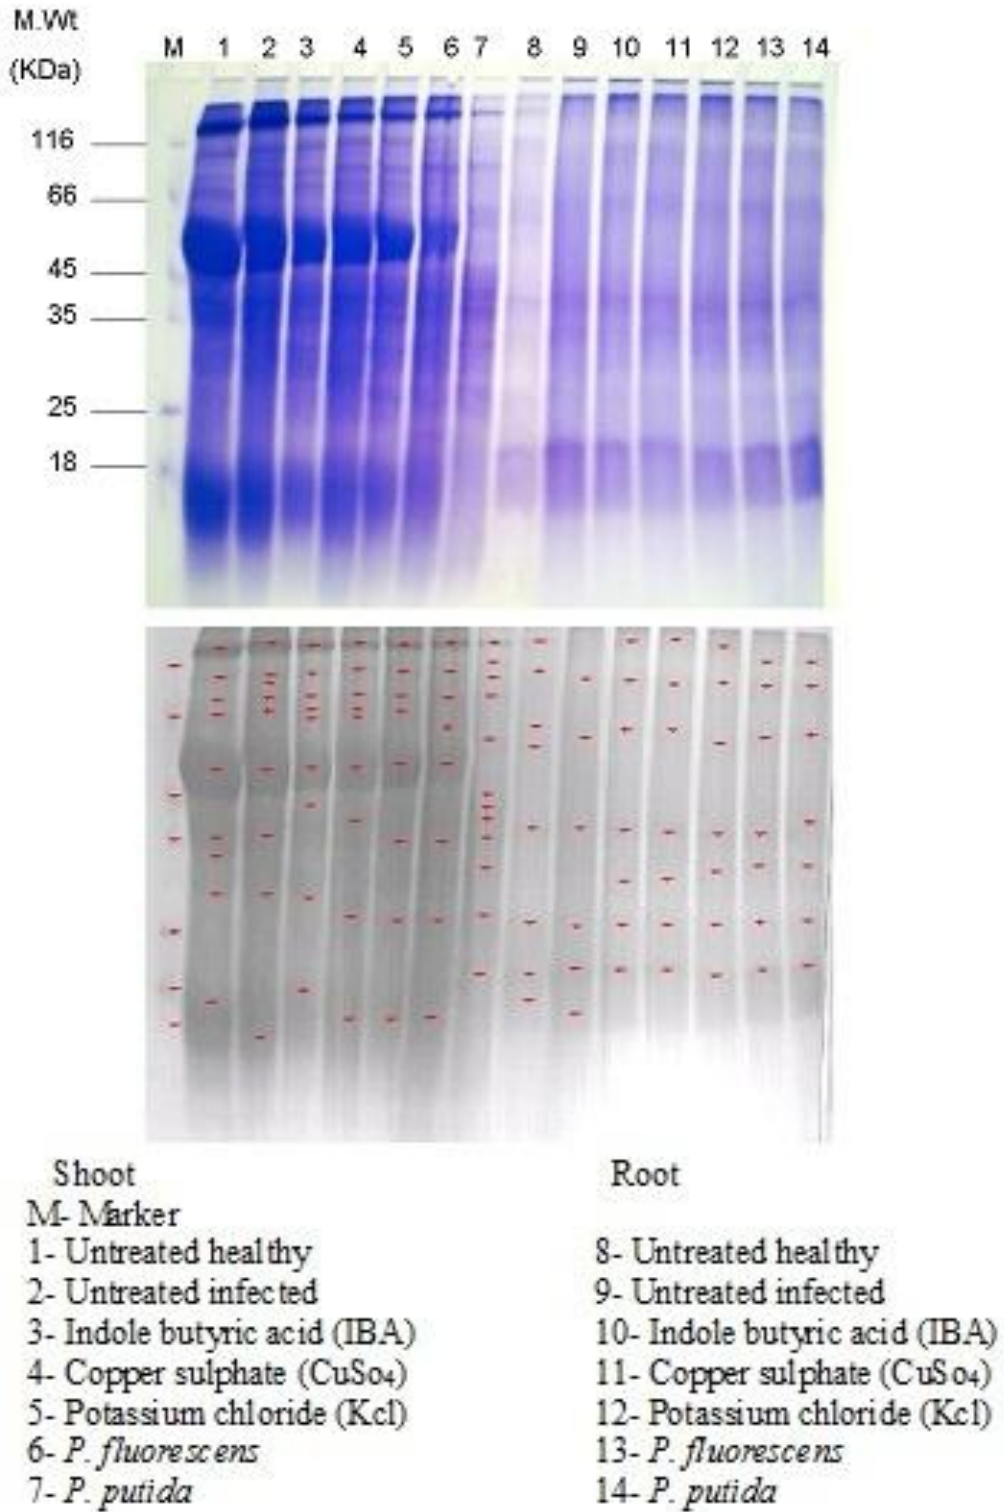 M.Wt
(KDa)
M 1 2 3 4 5 6 7 8 9 10 11 12 13 14
116
66
45
35
25
18
Shoot Root
M- Marker
1- Untreated healthy 8- Untreated healthy
2- Untreated infected 9- Untreated infected
3- Indole butyric acid (IBA) 10- Indole butyric acid (IBA)
4- Copper sulphate (CuSo₄) 11- Copper sulphate (CuSo₄)
5- Potassium chloride (Kcl) 12- Potassium chloride (Kcl)
6- P. fluorescens 13- P. fluorescens
7- P. putida 14- P. putida